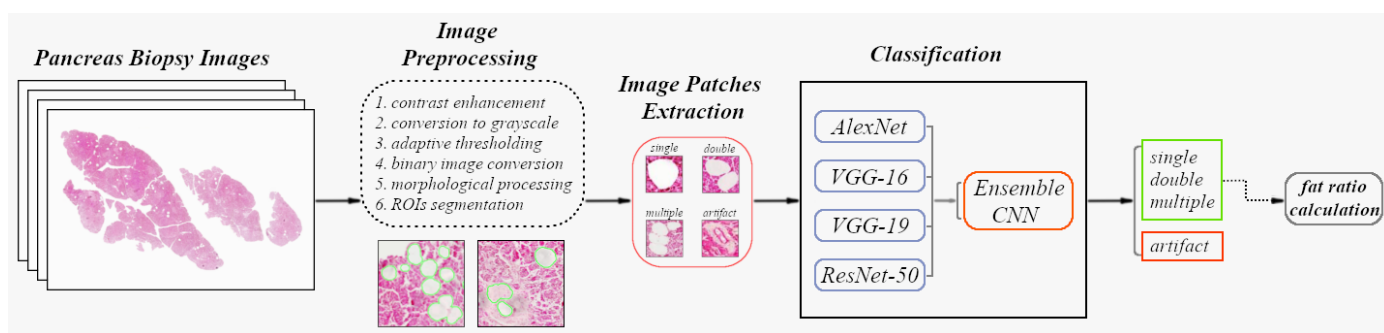 Pancreas Biopsy Images
Image
Preprocessing
1. contrast enhancement
2. conversion to grayscale
3. adaptive thresholding
4. binary image conversion
5. morphological processing
6. ROIs segmentation
Image Patches
Extraction
single
double
multiple
artifact
Classification
AlexNet
VGG-16
VGG-19
ResNet-50
Ensemble
CNN
single
double
multiple
artifact
fat ratio
calculation